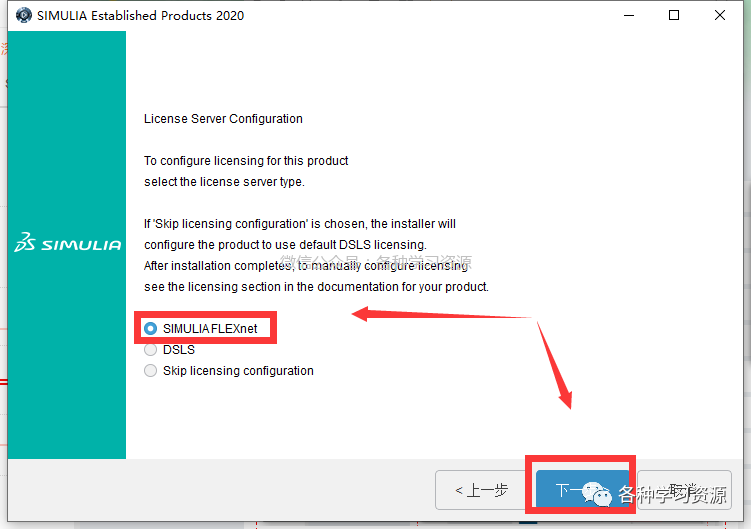 SIMULIA Established Products 2020
License Server Configuration
To configure licensing for this product
select the license server type.
If 'Skip licensing configuration' is chosen, the installer will
configure the product to use default DSLS licensing.
After installation completes, to manually configure licensing
微信公众号：各种学习资源
see the licensing section in the documentation for your product.
SIMULIA
SIMULIA FLEXnet
DSLS
Skip licensing configuration
< 上一步
下一
取消
各种学习资源